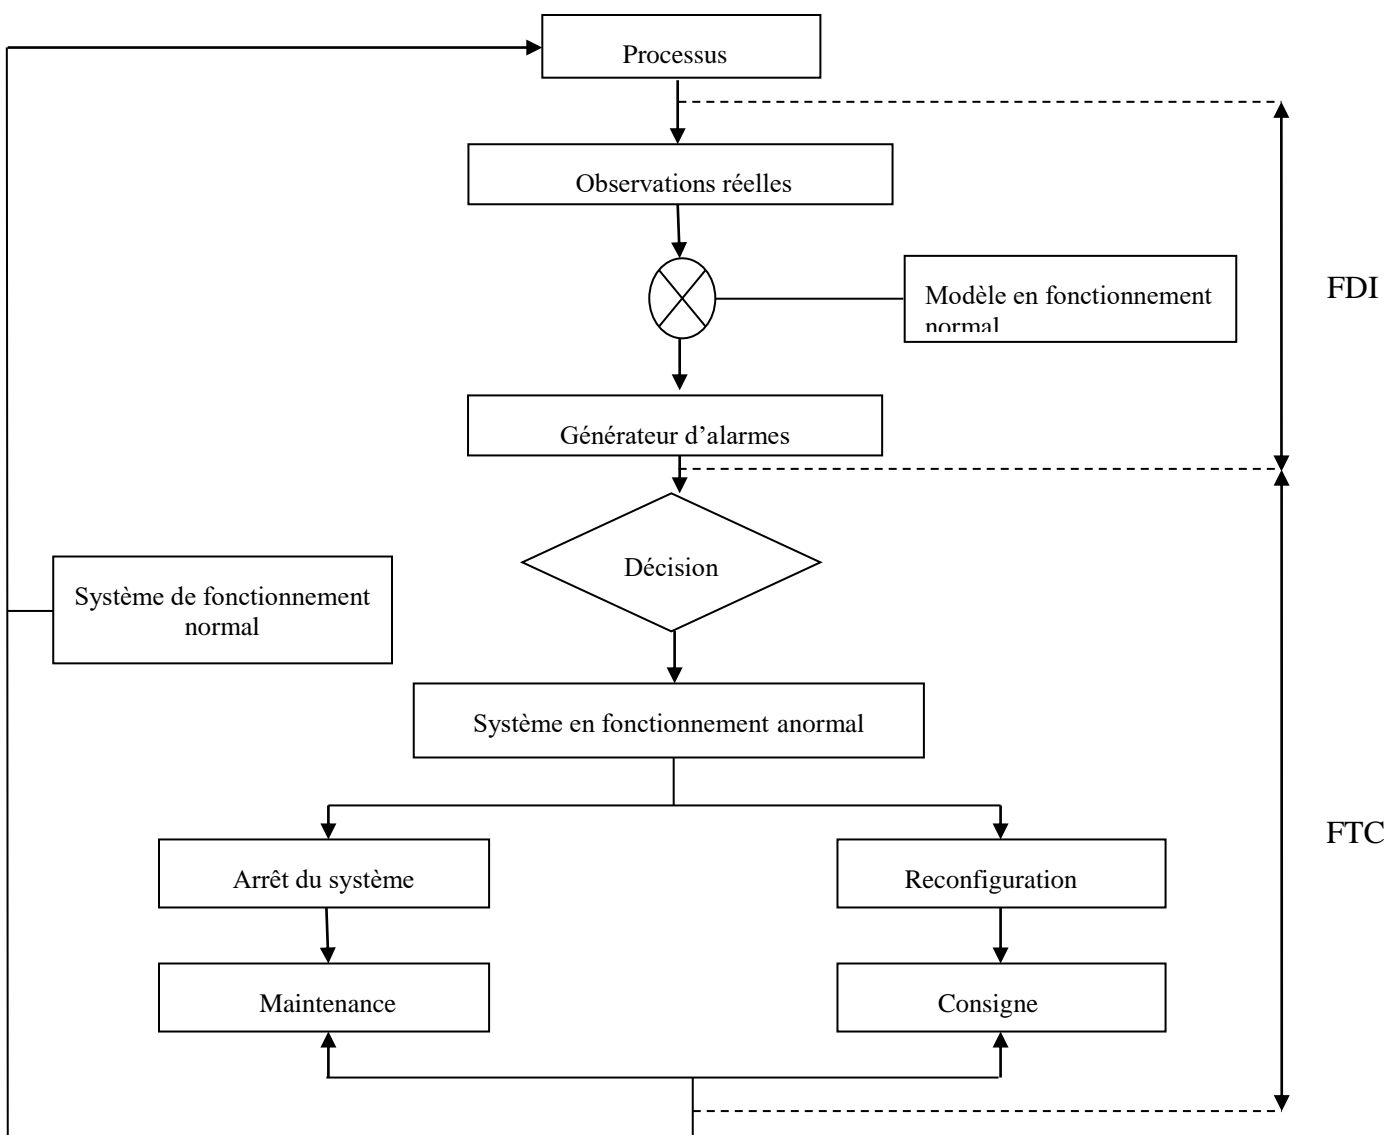 Processus
Observations réelles
Modèle en fonctionnement
normal
FDI
Générateur d’alarmes
Décision
Système de fonctionnement
normal
Système en fonctionnement anormal
FTC
Arrêt du système
Reconfiguration
Maintenance
Consigne